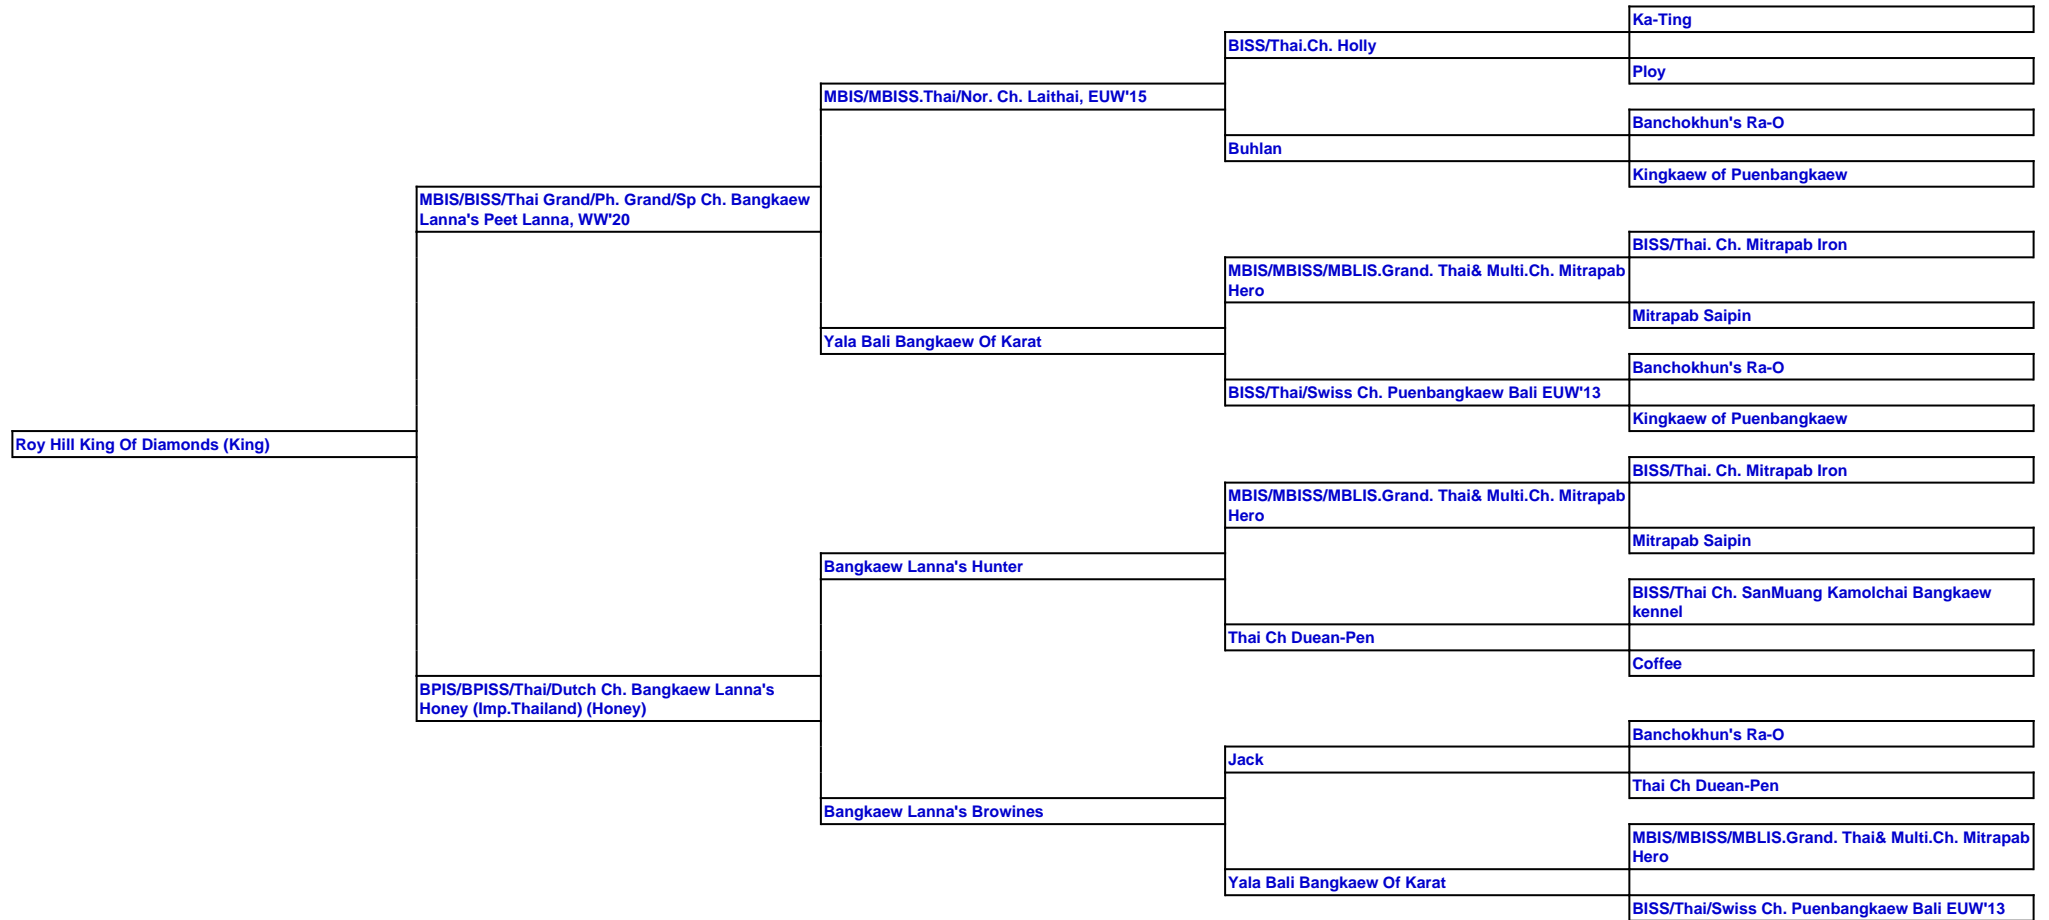 Ka-Ting
BISS/Thai.Ch. Holly
Ploy
MBIS/MBISS.Thai/Nor. Ch. Laithai, EUW'15
Banchokhun's Ra-O
Buhlan
Kingkaew of Puenbangkaew
MBIS/BISS/Thai Grand/Ph. Grand/Sp Ch. Bangkaew
Lanna's Peet Lanna, WW'20
BISS/Thai. Ch. Mitrapab Iron
MBIS/MBISS/MBLIS.Grand. Thai& Multi.Ch. Mitrapab
Hero
Mitrapab Saipin
Yala Bali Bangkaew Of Karat
Banchokhun's Ra-O
BISS/Thai/Swiss Ch. Puenbangkaew Bali EUW'13
Kingkaew of Puenbangkaew
Roy Hill King Of Diamonds (King)
BISS/Thai. Ch. Mitrapab Iron
MBIS/MBISS/MBLIS.Grand. Thai& Multi.Ch. Mitrapab
Hero
Mitrapab Saipin
Bangkaew Lanna's Hunter
BISS/Thai Ch. SanMuang Kamolchai Bangkaew
kennel
Thai Ch Duean-Pen
Coffee
BPIS/BPISS/Thai/Dutch Ch. Bangkaew Lanna's
Honey (Imp.Thailand) (Honey)
Banchokhun's Ra-O
Jack
Thai Ch Duean-Pen
Bangkaew Lanna's Browines
MBIS/MBISS/MBLIS.Grand. Thai& Multi.Ch. Mitrapab
Hero
Yala Bali Bangkaew Of Karat
BISS/Thai/Swiss Ch. Puenbangkaew Bali EUW'13